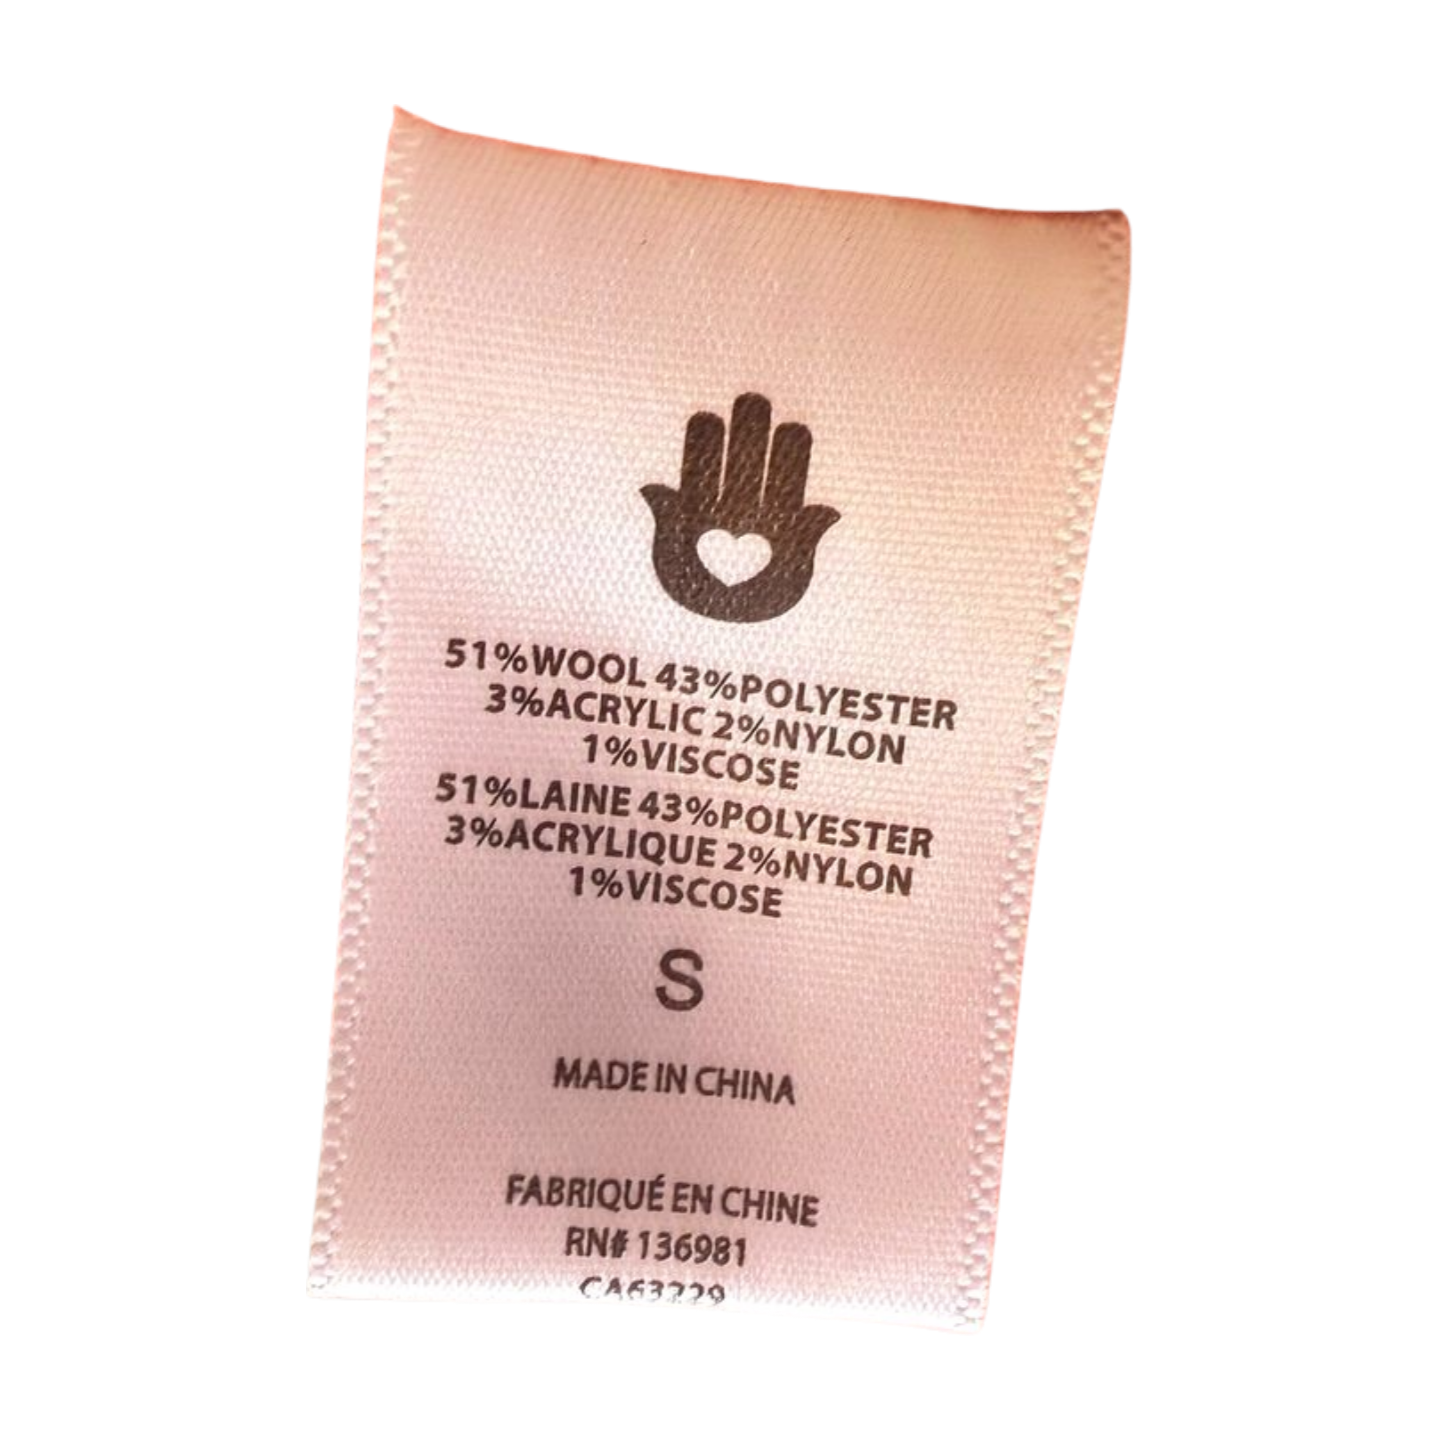 51%WOOL 43%POLYESTER
3%ACRYLIC 2%NYLON
1%VISCOSE
51%LAINE 43%POLYESTER
3%ACRYLIQUE 2%NYLON
1%VISCOSE
S
MADE IN CHINA
FABRIQUÉ EN CHINE
RN# 136981